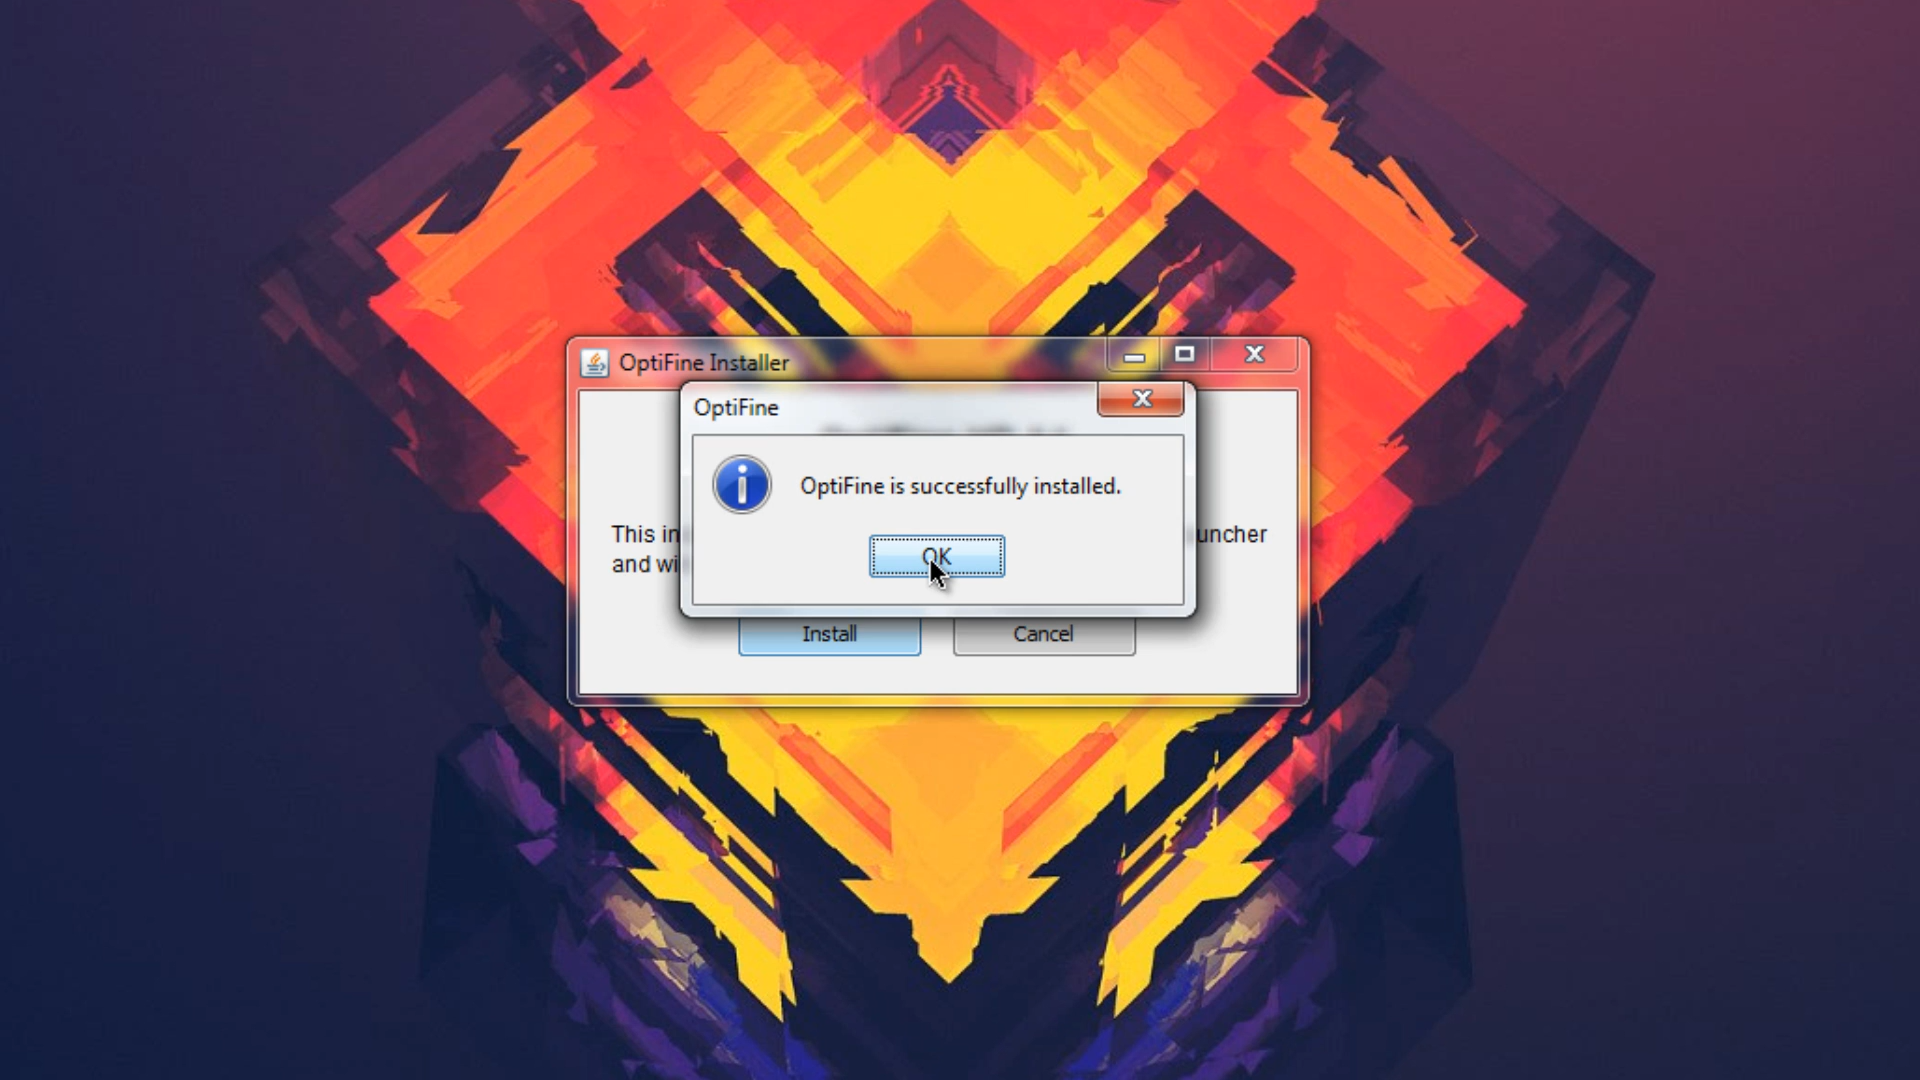 OptiFine Installer
OptiFine
OptiFine is successfully installed.
This in
uncher
and wi
OK
Install
Cancel